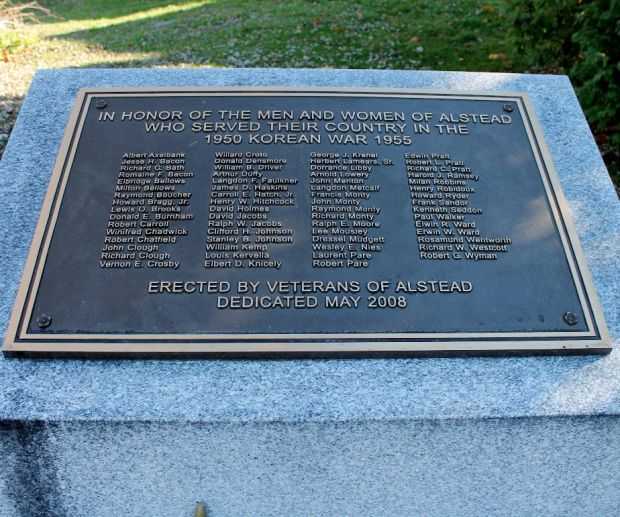 IN HONOR OF THE MEN AND WOMEN OF ALSTEAD
WHO SERVED THEIR COUNTRY IN THE
1950 KOREAN WAR 1955
Albert Axelbank
Jesse R. Bacon
Richard G. Bath
Romaine F. Bacon
Elbridge Bellows
Milton Bellows
Raymond Boucher
Howard Bragg, Jr.
Lewis D. Brooks
Donald E. Burnham
Robert Carroll
Winifred Chadwick
Robert Chatfield
John Clough
Richard Clough
Vernon E. Crosby
Willard Crote
Donald Densmore
William B. Driver
Arthur Duffy
Langdon F. Faulkner
James D. Haskins
Carroll E. Hatch, Jr.
Henry W. Hitchcock
David Holmes
David Jacobs
Ralph W. Jacobs
Clifford H. Johnson
Stanley B. Johnson
William Kemp
Louis Kervella
Elbert D. Knicely
George J. Kreher
Herbert Lamears, Sr.
Dorrance Libby
Arnold Lowery
John Menton
Langdon Metcalf
Francis Monty
John Monty
Raymond Monty
Richard Monty
Ralph E. Moore
Lee Mousley
Dressel Mudgett
Wesley E. Nies
Laurent Pare
Robert Pare
Edwin Pratt
Robert L. Pratt
Richard C. Pratt
Harold J. Ramsey
Milan Robbins
Henry Robidoux
Howard Ryder
Frank Sandor
Kenneth Seddon
Paul Walker
Elwin R. Ward
Erwin W. Ward
Rosamund Wentworth
Richard W. Westcott
Robert G. Wyman
ERECTED BY VETERANS OF ALSTEAD
DEDICATED MAY 2008